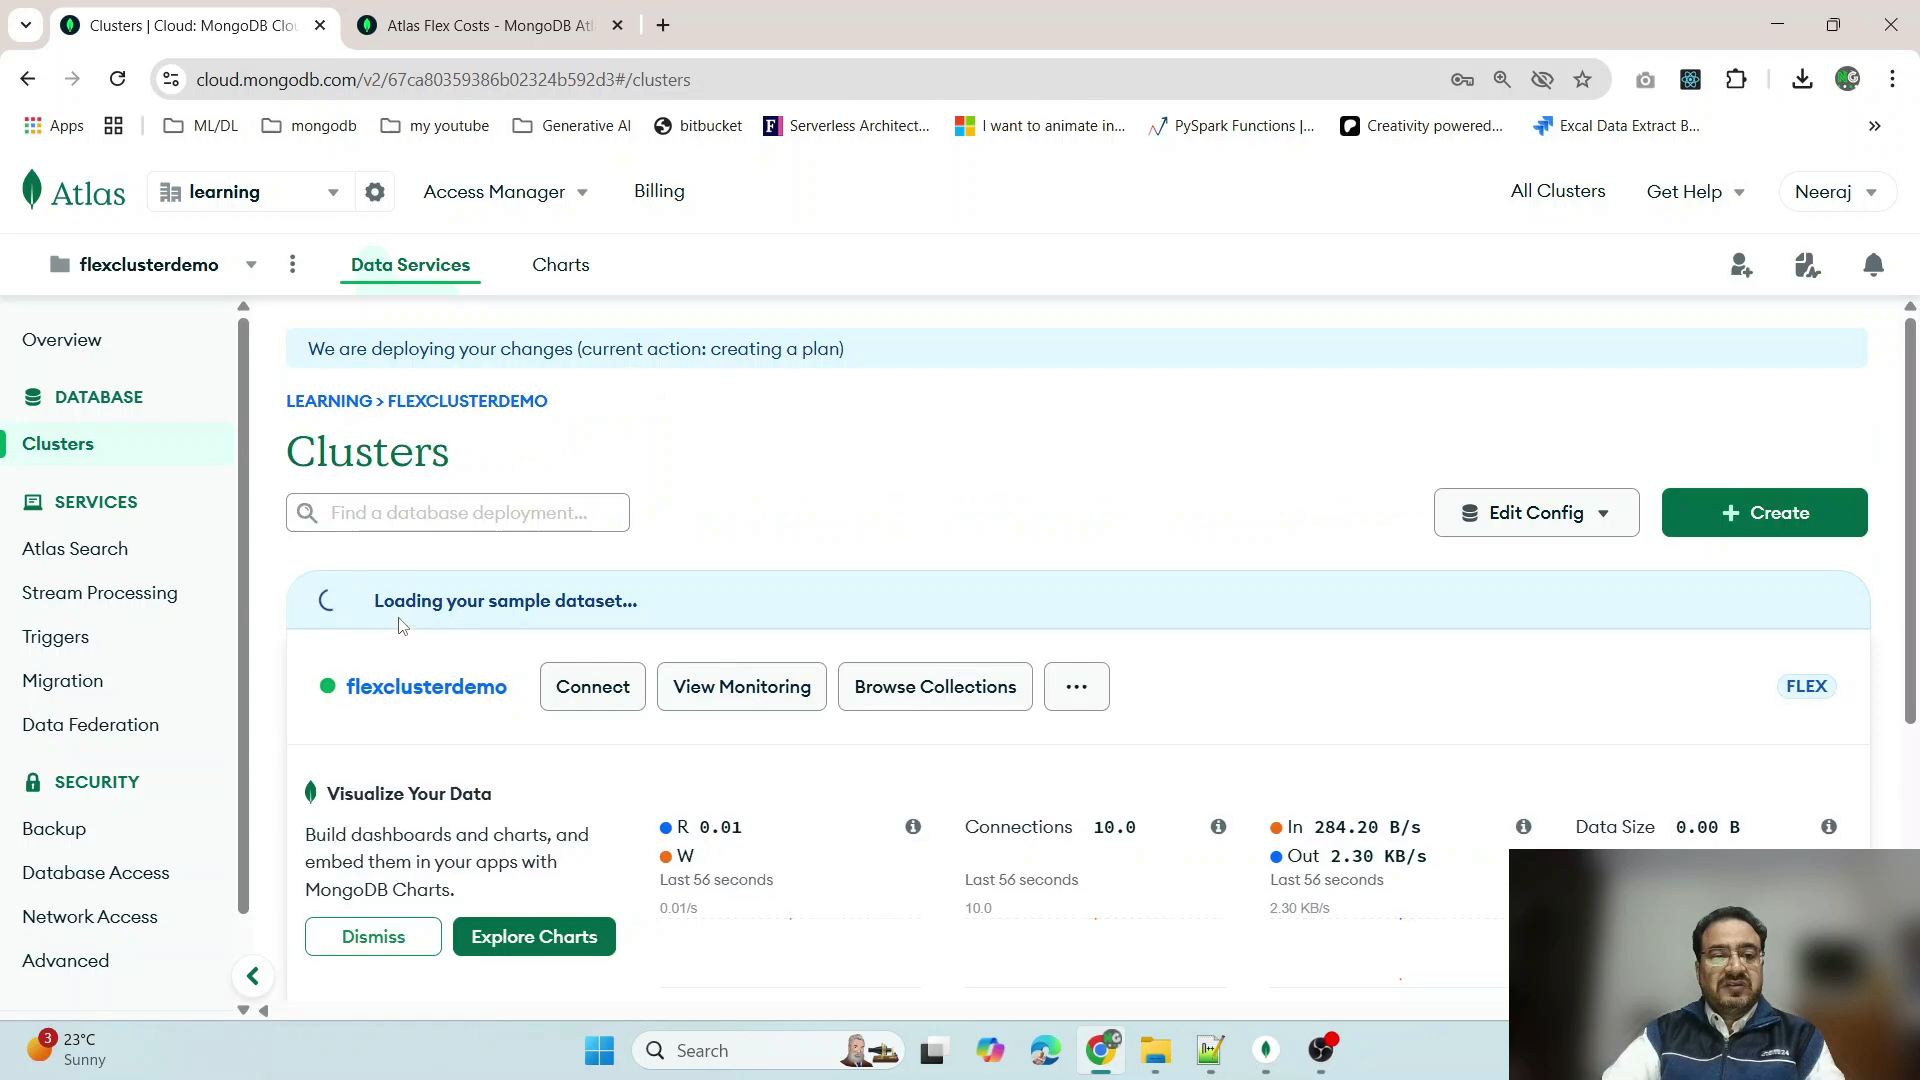 Clusters | Cloud: MongoDB Clou
Atlas Flex Costs - MongoDB Atl
cloud.mongodb.com/v2/67ca80359386b02324b592d3#/clusters
Apps
ML/DL
mongodb
my youtube
Generative AI
bitbucket
Serverless Architect...
I want to animate in...
PySpark Functions |...
Creativity powered...
Excal Data Extract B...
Atlas
learning
Access Manager
Billing
All Clusters
Get Help
Neeraj
flexclusterdemo
Data Services
Charts
Overview
DATABASE
Clusters
SERVICES
Atlas Search
Stream Processing
Triggers
Migration
Data Federation
SECURITY
Backup
Database Access
Network Access
Advanced
We are deploying your changes (current action: creating a plan)
LEARNING > FLEXCLUSTERDEMO
Clusters
Find a database deployment...
Edit Config
+ Create
Loading your sample dataset...
flexclusterdemo
Connect
View Monitoring
Browse Collections
...
FLEX
Visualize Your Data
Build dashboards and charts, and
embed them in your apps with
MongoDB Charts.
Dismiss
Explore Charts
R 0.01
W
Last 56 seconds
0.01/s
Connections 10.0
Last 56 seconds
10.0
In 284.20 B/s
Out 2.30 KB/s
Last 56 seconds
2.30 KB/s
Data Size 0.00 B
3
23°C
Sunny
Search